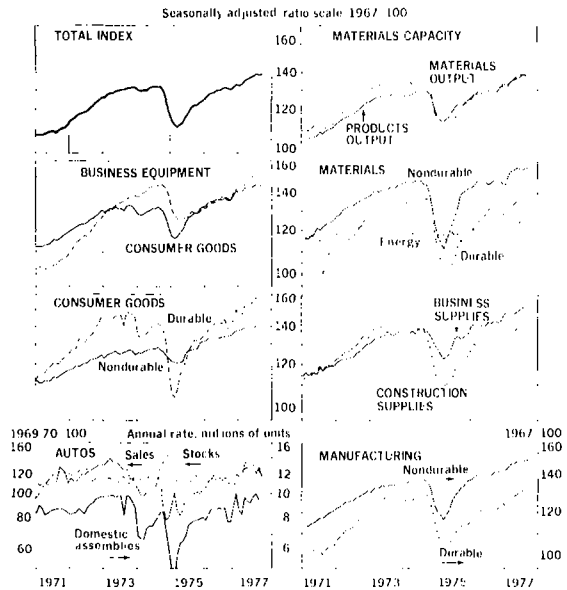 Seasonally adjusted ratio scale 1967 100
TOTAL INDEX
160
140
120
100
MATERIALS CAPACITY
MATERIALS
OUTPUT
PRODUCTS
OUTPUT
BUSINESS EQUIPMENT
CONSUMER GOODS
160
140
120
100
MATERIALS
Nondurable
Energy
Durable
CONSUMER GOODS
Durable
Nondurable
160
140
120
100
BUSINESS
SUPPLIES
CONSTRUCTION
SUPPLIES
1969 70 100
Annual rate, millions of units
1967 100
160
120
100
80
60
AUTOS
Sales
Stocks
Domestic
assemblies
16
12
10
8
6
MANUFACTURING
Nondurable
Durable
160
140
120
100
1971 1973 1975 1977
1971 1973 1975 1977